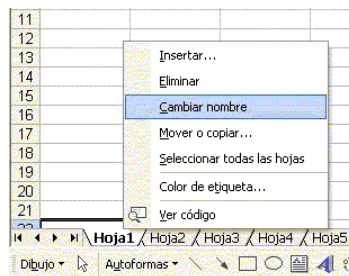 11
12
13
Insertar...
14
Eliminar
15
16
Cambiar nombre
17
Mover o copiar...
18
Seleccionar todas las hojas
19
20
Color de etiqueta...
21
Ver código
22
Hoja1 / Hoja2 / Hoja3 / Hoja4 / Hoja5
Dibujo Autoformas